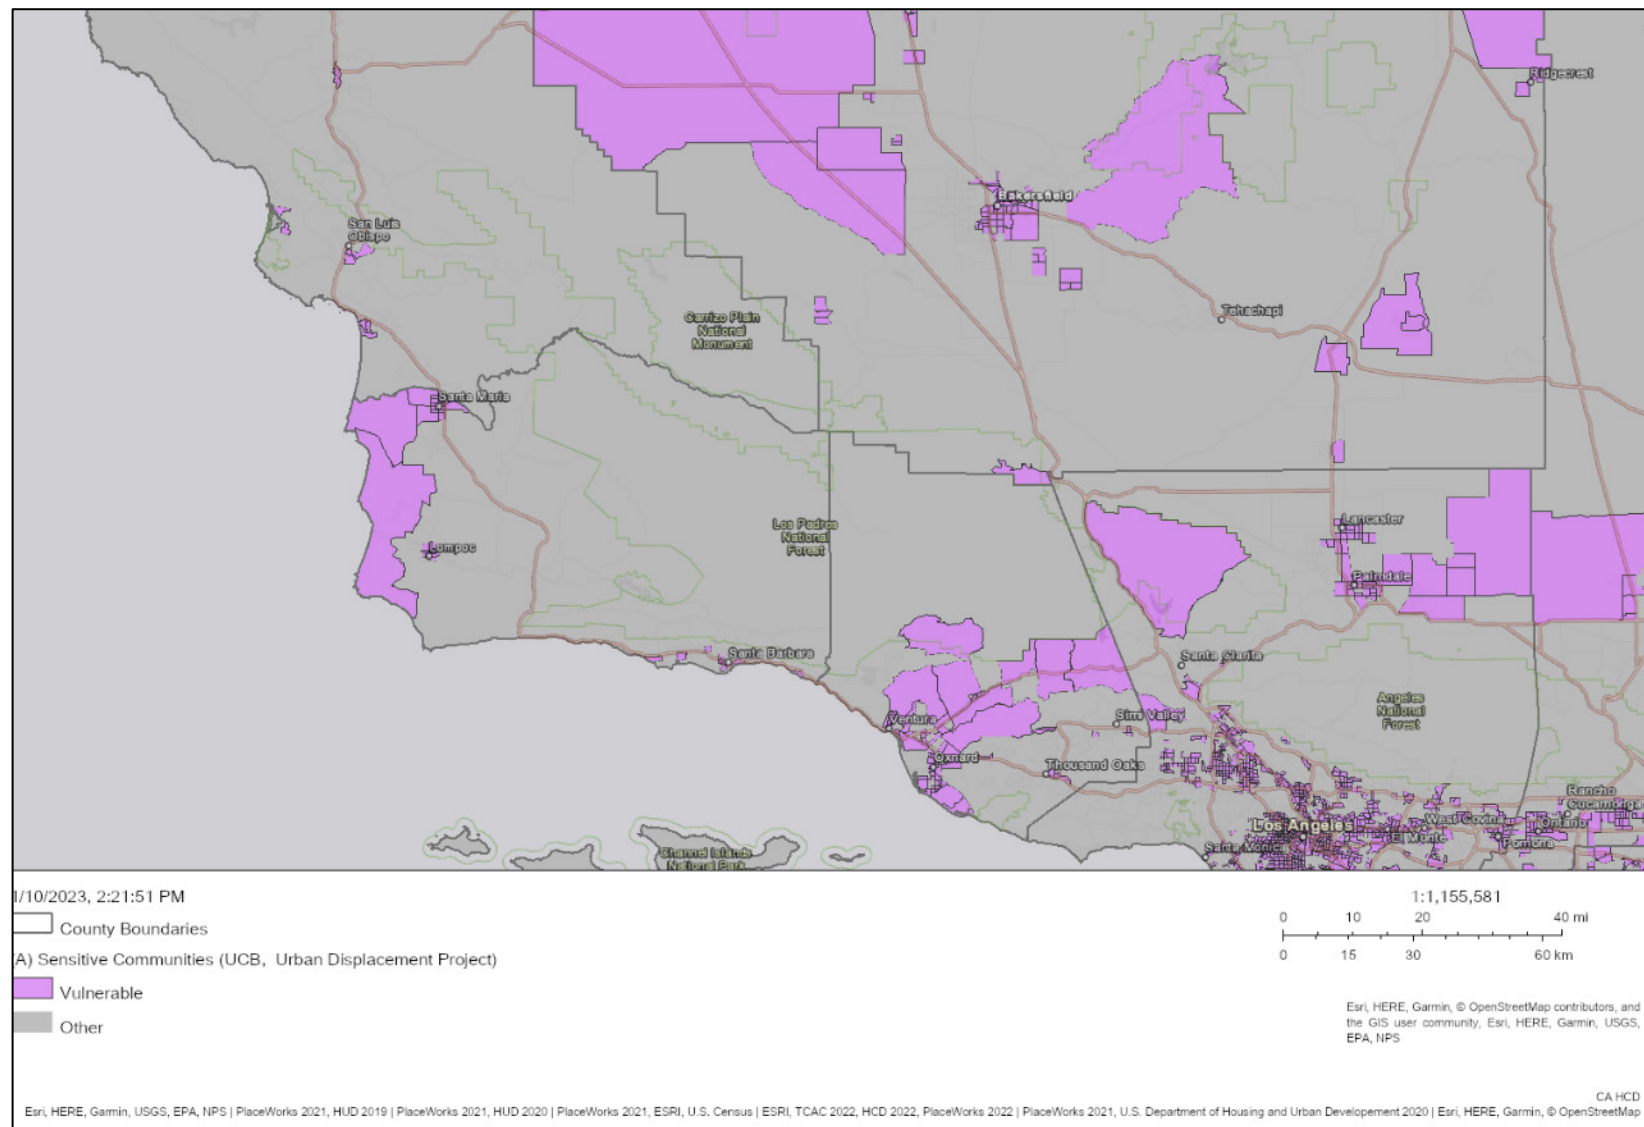 Ridgecrest
Bakersfield
San Luis
Obispo
Tehachapi
Carrizo Plain
National
Monument
Santa Maria
Lancaster
Los Padres
National
Forest
Lompoc
Palmdale
Santa Barbara
Santa Clarita
Angeles
National
Forest
Ventura
Simi Valley
Oxnard
Thousand Oaks
Rancho
Cucamonga
Los Angeles
West Covina
Ontario
El Monte
Pomona
Santa Monica
Channel Islands
National Park
1/10/2023, 2:21:51 PM
County Boundaries
A) Sensitive Communities (UCB, Urban Displacement Project)
Vulnerable
Other
1:1,155,581
0 10 20 40 mi
0 15 30 60 km
Esri, HERE, Garmin, © OpenStreetMap contributors, and
the GIS user community, Esri, HERE, Garmin, USGS,
EPA, NPS
CA HCD
Esri, HERE, Garmin, USGS, EPA, NPS | PlaceWorks 2021, HUD 2019 | PlaceWorks 2021, HUD 2020 | PlaceWorks 2021, ESRI, U.S. Census | ESRI, TCAC 2022, HCD 2022, PlaceWorks 2022 | PlaceWorks 2021, U.S. Department of Housing and Urban Developement 2020 | Esri, HERE, Garmin, © OpenStreetMap